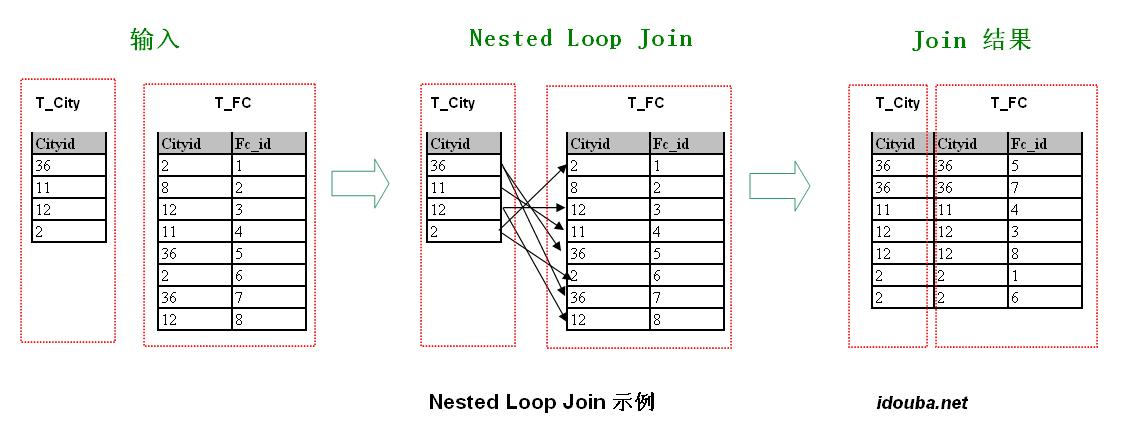 输入 Nested Loop Join Join 结果
T_City T_FC T_City T_FC T_City T_FC
Cityid Cityid Fc_id Cityid Cityid Fc_id Cityid Cityid Fc_id
36 2 1 36 2 1 36 36 5
11 8 2 11 8 2 36 36 7
12 12 3 12 12 3 11 11 4
2 11 4 2 11 4 12 12 3
36 5 36 5 12 12 8
2 6 2 6 2 2 1
36 7 36 7 2 2 6
12 8 12 8
Nested Loop Join 示例 idouba.net